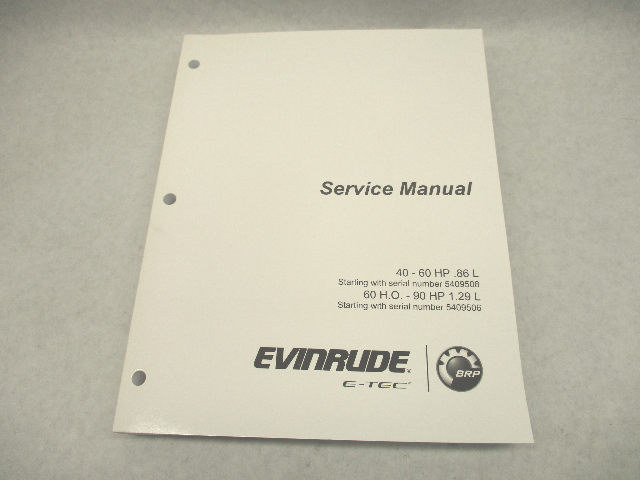 Service Manual
40 - 60 HP .86 L
Starting with serial number 5409508
60 H.O. - 90 HP 1.29 L
Starting with serial number 5409506
EVINRUDE®
E-TEC®
BRP